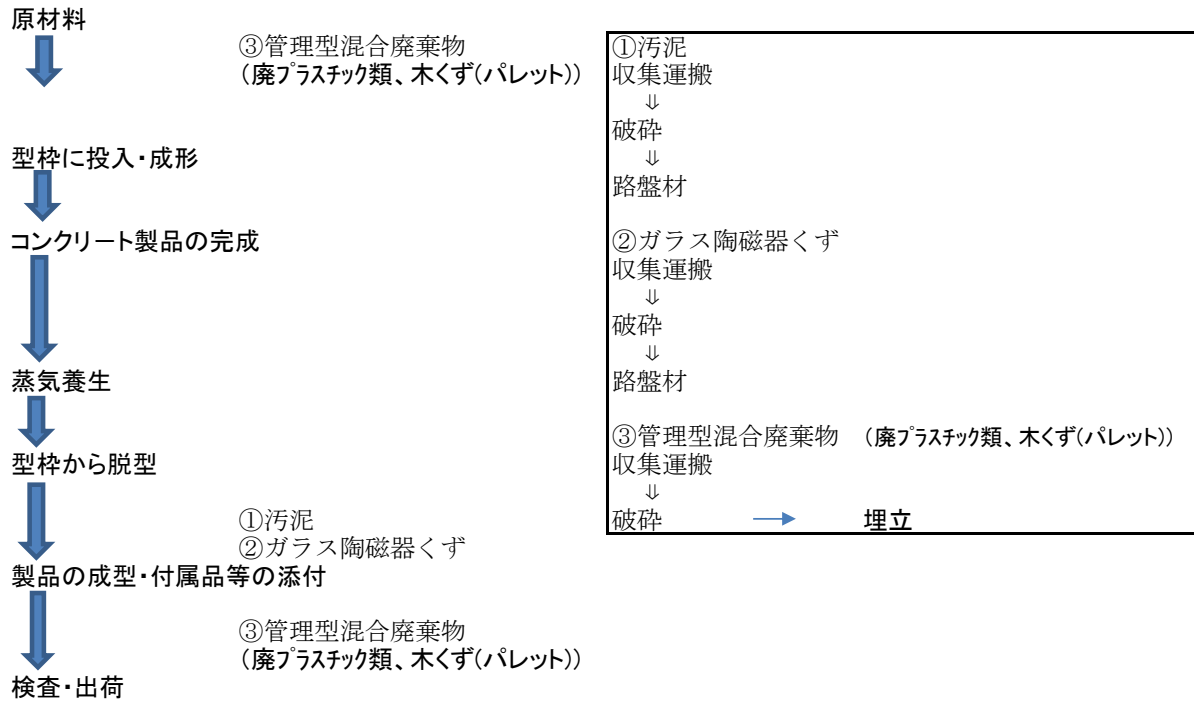 原材料
③管理型混合廃棄物
（廃ﾌﾟﾗｽﾁｯｸ類、木くず(パレット)）
型枠に投入・成形
コンクリート製品の完成
蒸気養生
型枠から脱型
①汚泥
②ガラス陶磁器くず
製品の成型・付属品等の添付
③管理型混合廃棄物
（廃ﾌﾟﾗｽﾁｯｸ類、木くず(パレット)）
検査・出荷
①汚泥
収集運搬
⇓
破砕
⇓
路盤材
②ガラス陶磁器くず
収集運搬
⇓
破砕
⇓
路盤材
③管理型混合廃棄物　（廃ﾌﾟﾗｽﾁｯｸ類、木くず(パレット)）
収集運搬
⇓
破砕　→　埋立